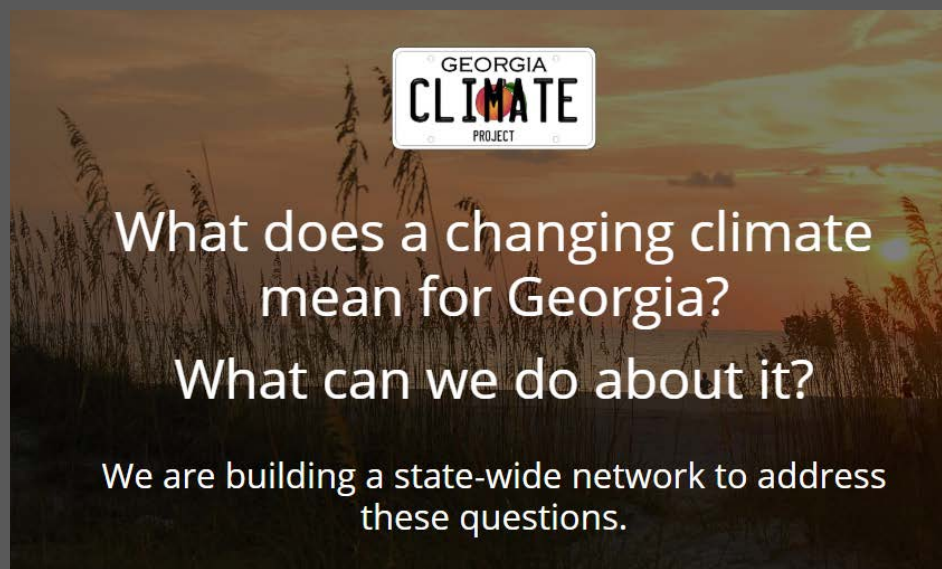 GEORGIA
CLIMATE
PROJECT
What does a changing climate
mean for Georgia?
What can we do about it?
We are building a state-wide network to address
these questions.